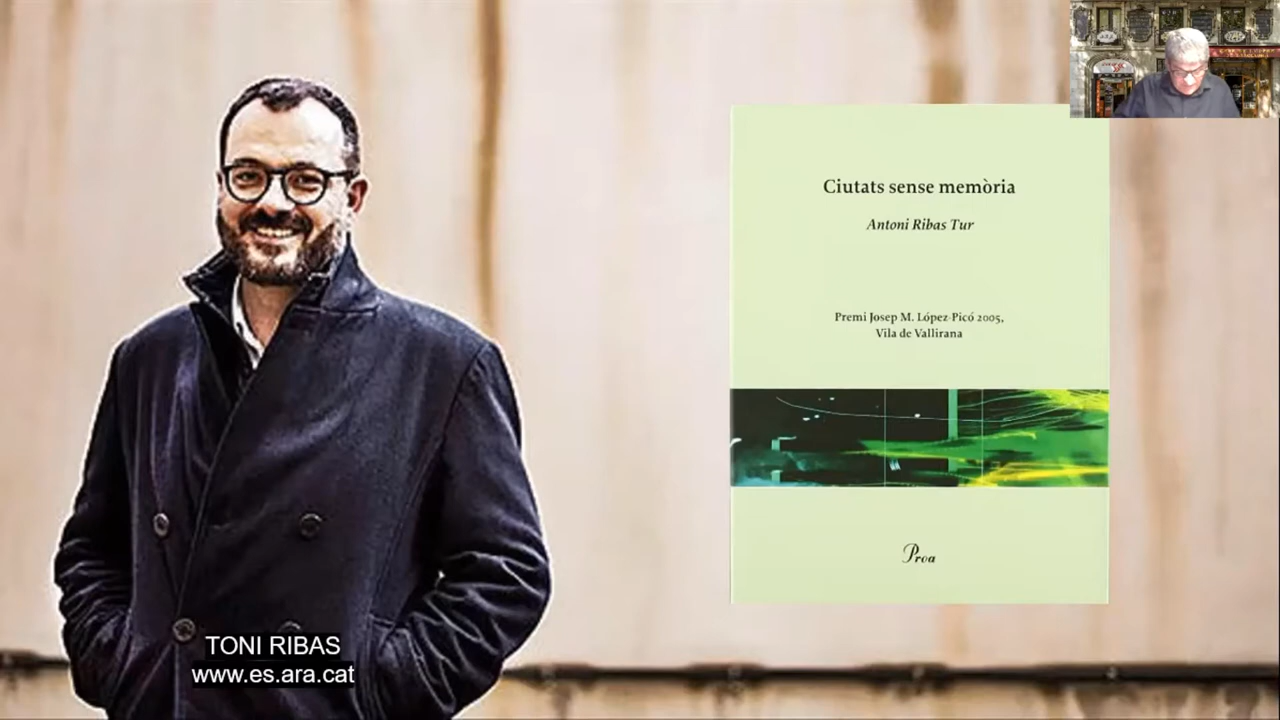 Ciutats sense memòria
Antoni Ribas Tur
Premi Josep M. López-Picó 2005,
Vila de Vallirana
Proa
TONI RIBAS
www.es.ara.cat